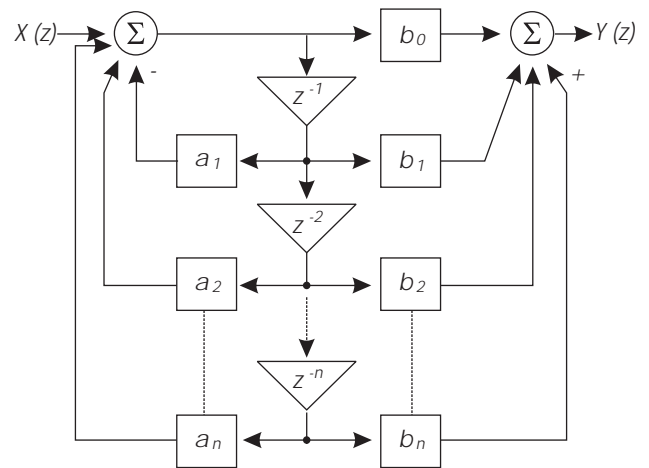 X (z) Σ b0 Σ Y (z)
- +
z-1
a1 b1
z-2
a2 b2
z-n
an bn